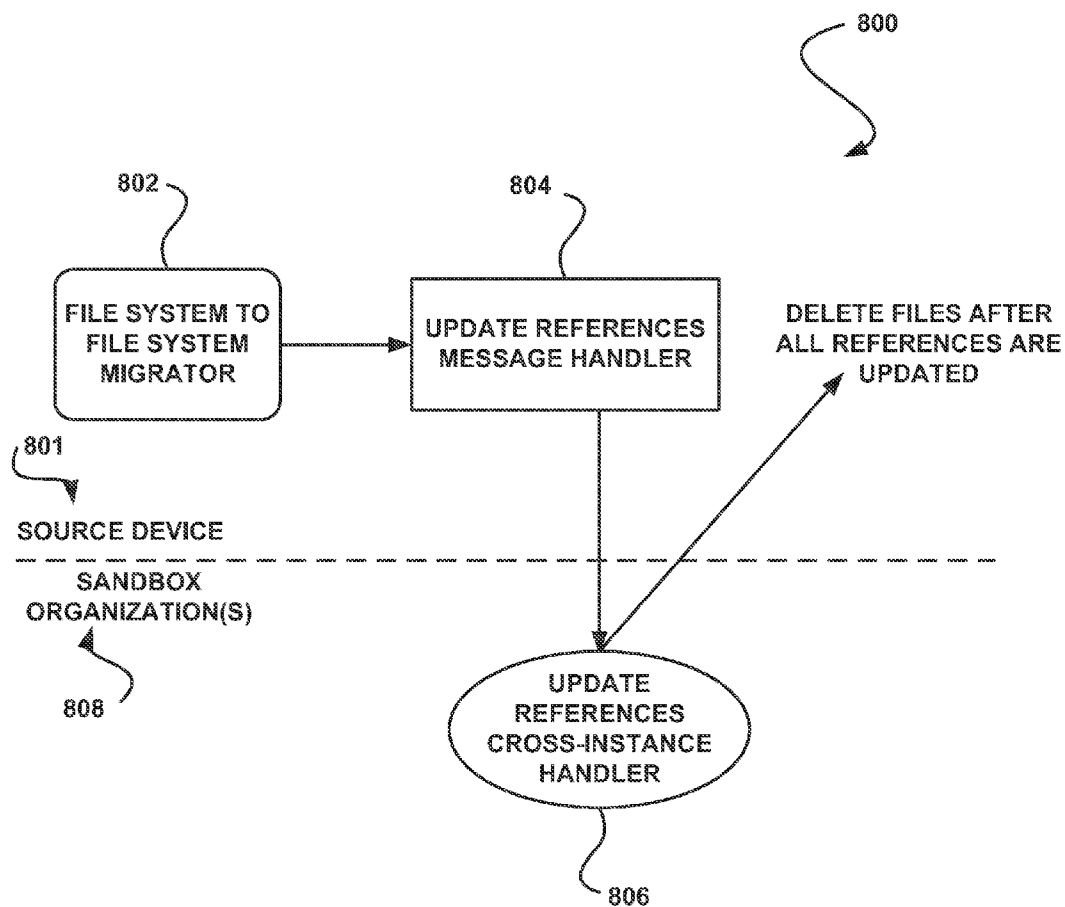 800
802
804
FILE SYSTEM TO
FILE SYSTEM
MIGRATOR
UPDATE REFERENCES
MESSAGE HANDLER
DELETE FILES AFTER
ALL REFERENCES ARE
UPDATED
801
SOURCE DEVICE
SANDBOX
ORGANIZATION(S)
808
UPDATE
REFERENCES
CROSS-INSTANCE
HANDLER
806